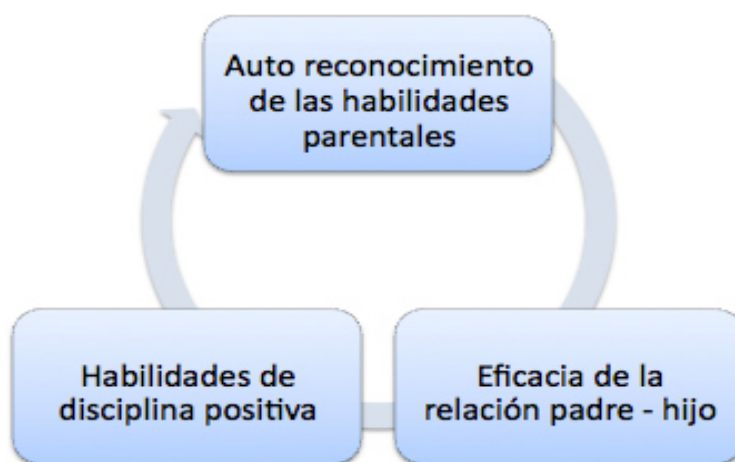 Auto reconocimiento
de las habilidades
parentales
Habilidades de
disciplina positiva
Eficacia de la
relación padre - hijo